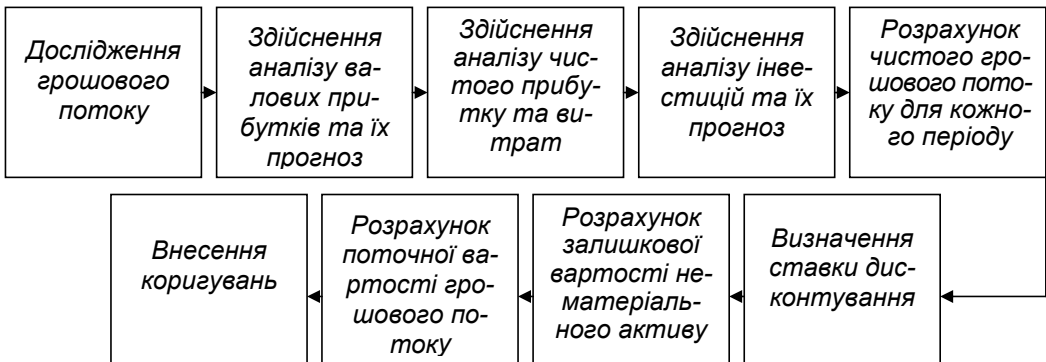 Дослідження
грошового
потоку
Здійснення
аналізу ва-
лових при-
бутків та їх
прогноз
Здійснення
аналізу чис-
того прибу-
тку та ви-
трат
Здійснення
аналізу інве-
стицій та їх
прогноз
Розрахунок
чистого гро-
шового пото-
ку для кожно-
го періоду
Визначення
ставки дис-
контування
Розрахунок
залишкової
вартості не-
матеріаль-
ного активу
Розрахунок
поточної ва-
ртості гро-
шового по-
току
Внесення
коригувань